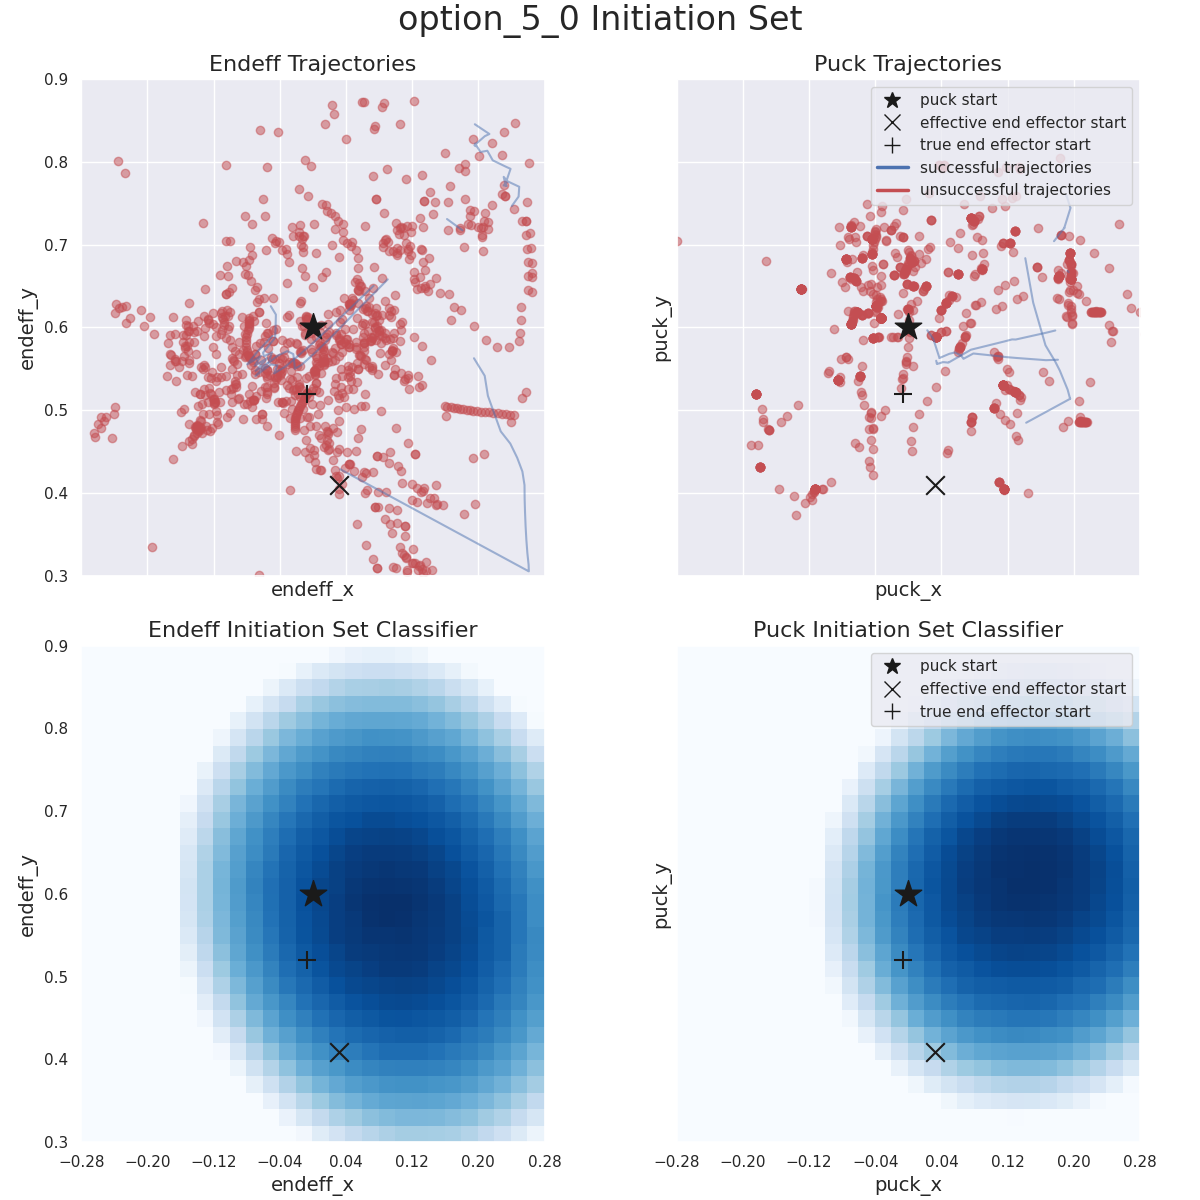 option_5_0 Initiation Set
Endeff Trajectories
Puck Trajectories
0.9
0.8
0.7
0.6
0.5
0.4
0.3
endeff_y
endeff_x
puck_y
puck_x
puck start
effective end effector start
true end effector start
successful trajectories
unsuccessful trajectories
Endeff Initiation Set Classifier
Puck Initiation Set Classifier
0.9
0.8
0.7
0.6
0.5
0.4
0.3
endeff_y
puck_y
puck start
effective end effector start
true end effector start
−0.28 −0.20 −0.12 −0.04 0.04 0.12 0.20 0.28
endeff_x
−0.28 −0.20 −0.12 −0.04 0.04 0.12 0.20 0.28
puck_x